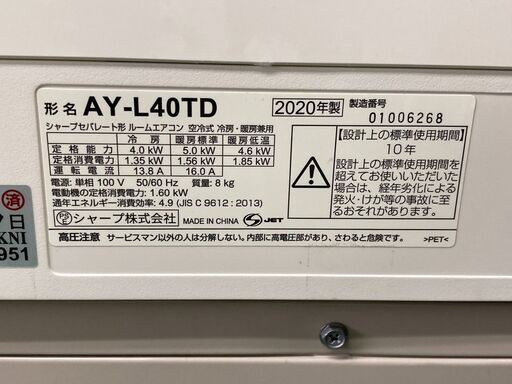 形名 AY-L40TD 2020年製 製造番号 01006268
シャープセパレート形 ルームエアコン 空冷式 冷房・暖房兼用
冷房 暖房標準 暖房低温
定格能力 4.0 kW 5.0 kW 4.6 kW
定格消費電力 1.35 kW 1.56 kW 1.85 kW
運転電流 13.8 A 16.0 A
電源: 単相 100 V 50/60 Hz 質量: 8 kg
電動機の定格消費電力: 1.60 kW
通年エネルギー消費効率: 4.9 (JIS C 9612 : 2013)
シャープ株式会社 MADE IN CHINA JET
【設計上の標準使用期間】
10 年
設計上の標準使用期間を
超えてお使いいただいた
場合は、経年劣化による
発火・けが等の事故に至
るおそれがあります。
高圧注意 サービスマン以外の人は分解しない。内部に高電圧部があり、さわると危険です。 >PET<
済
日
KNI
951